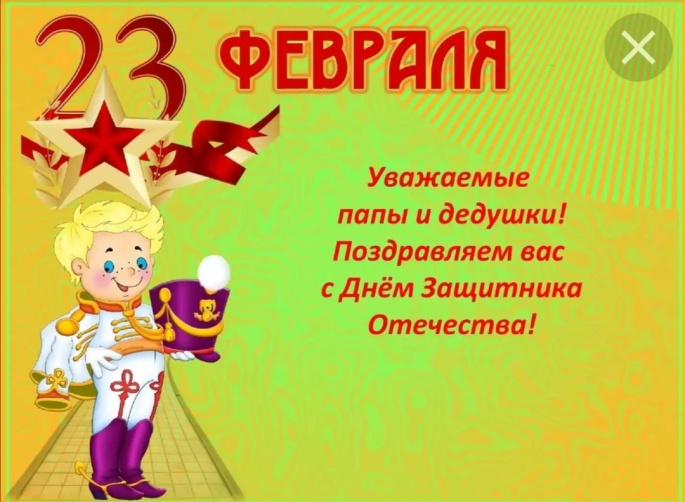 23 ФЕВРАЛЯ
Уважаемые
папы и дедушки!
Поздравляем вас
с Днём Защитника
Отечества!